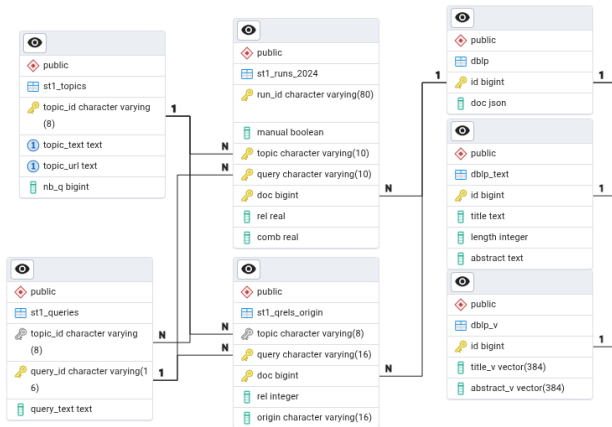 public
st1_topics
topic_id character varying
(8)
topic_text text
topic_url text
nb_q bigint
1
public
st1_queries
topic_id character varying
(8)
query_id character varying(1
6)
query_text text
N
1
public
st1_runs_2024
run_id character varying(80)
manual boolean
topic character varying(10)
query character varying(10)
doc bigint
rel real
comb real
N
N
N
public
st1_qrels_origin
topic character varying(8)
query character varying(16)
doc bigint
rel integer
origin character varying(16)
N
N
N
public
dblp
id bigint
doc json
1
1
public
dblp_text
id bigint
title text
length integer
abstract text
1
public
dblp_v
id bigint
title_v vector(384)
abstract_v vector(384)
1